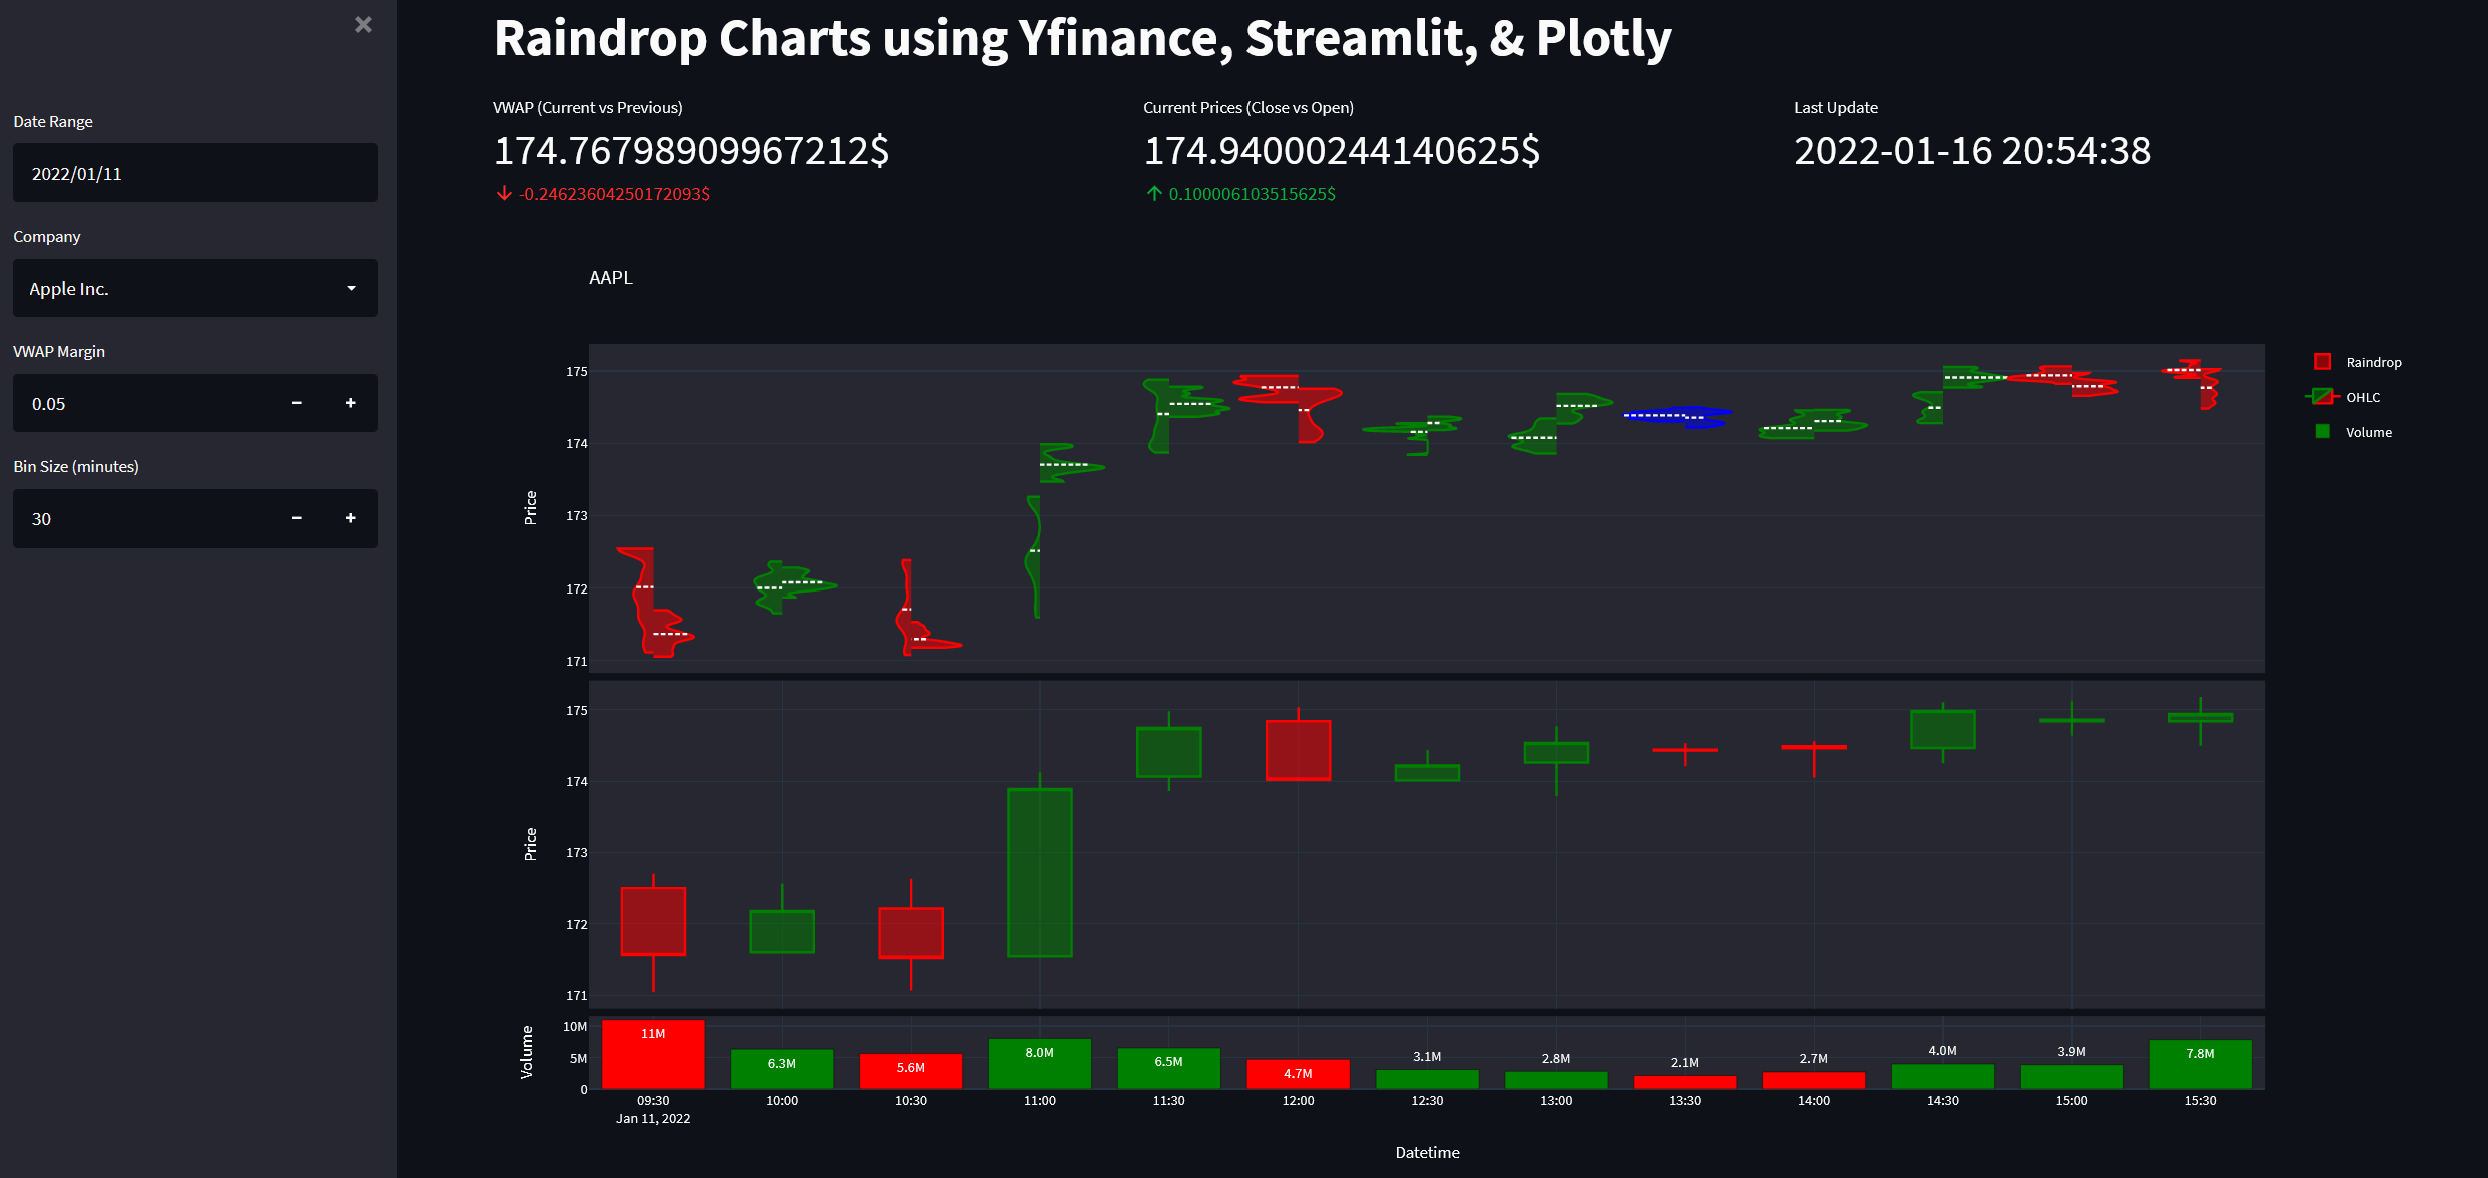 ×
Date Range
2022/01/11
Company
Apple Inc.
VWAP Margin
0.05
− +
Bin Size (minutes)
30
− +
Raindrop Charts using Yfinance, Streamlit, & Plotly
VWAP (Current vs Previous)
174.76798909967212$
↓ -0.24623604250172093$
Current Prices (Close vs Open)
174.94000244140625$
↑ 0.100006103515625$
Last Update
2022-01-16 20:54:38
AAPL
Price
175
174
173
172
171
Raindrop
OHLC
Volume
Price
175
174
173
172
171
Volume
10M
5M
0
11M
6.3M
5.6M
8.0M
6.5M
4.7M
3.1M
2.8M
2.1M
2.7M
4.0M
3.9M
7.8M
09:30 10:00 10:30 11:00 11:30 12:00 12:30 13:00 13:30 14:00 14:30 15:00 15:30
Jan 11, 2022
Datetime